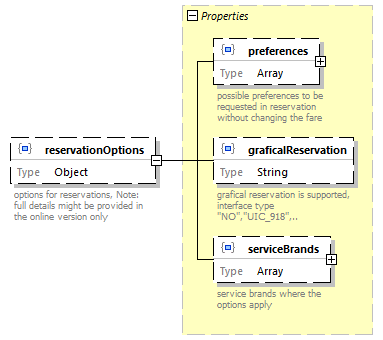 Properties
preferences
Type Array
possible preferences to be
requested in reservation
without changing the fare
reservationOptions
Type Object
options for reservations, Note:
full details might be provided in
the online version only
graficalReservation
Type String
grafical reservation is supported,
interface type
"NO","UIC_918"...
serviceBrands
Type Array
service brands where the
options apply